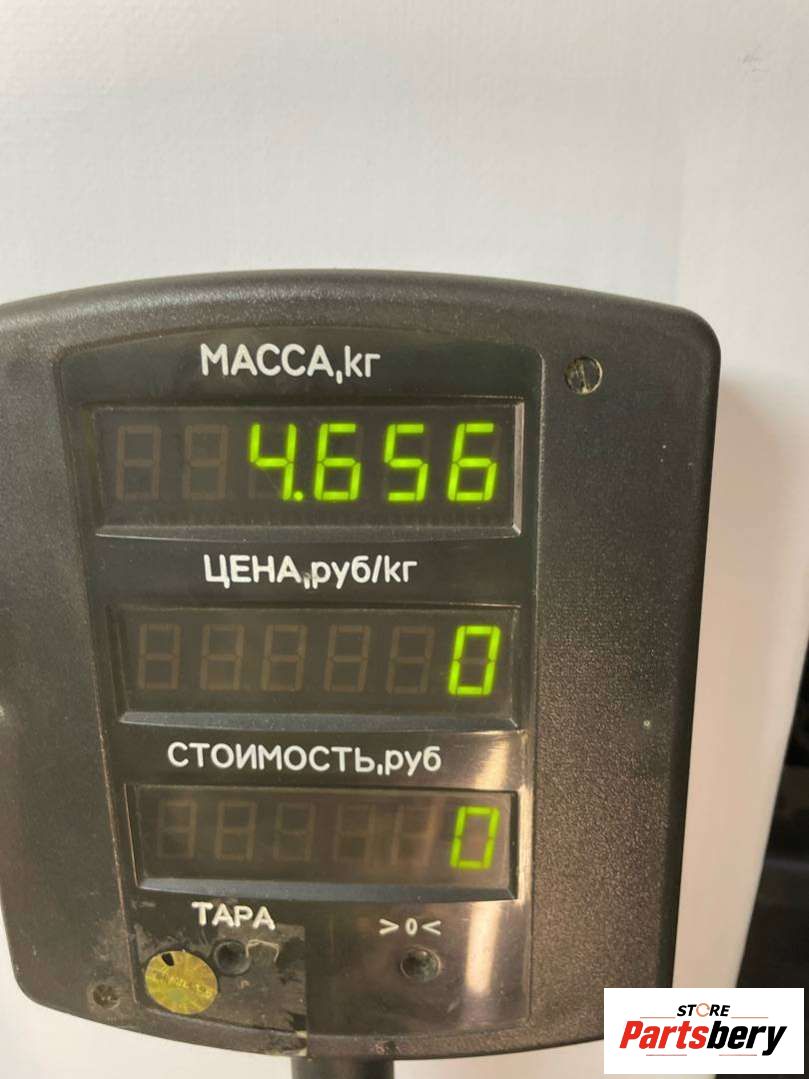 МАССА,кг
4.656
ЦЕНА,руб/кг
0
СТОИМОСТЬ,руб
0
ТАРА >0<
STORE
Partsbery